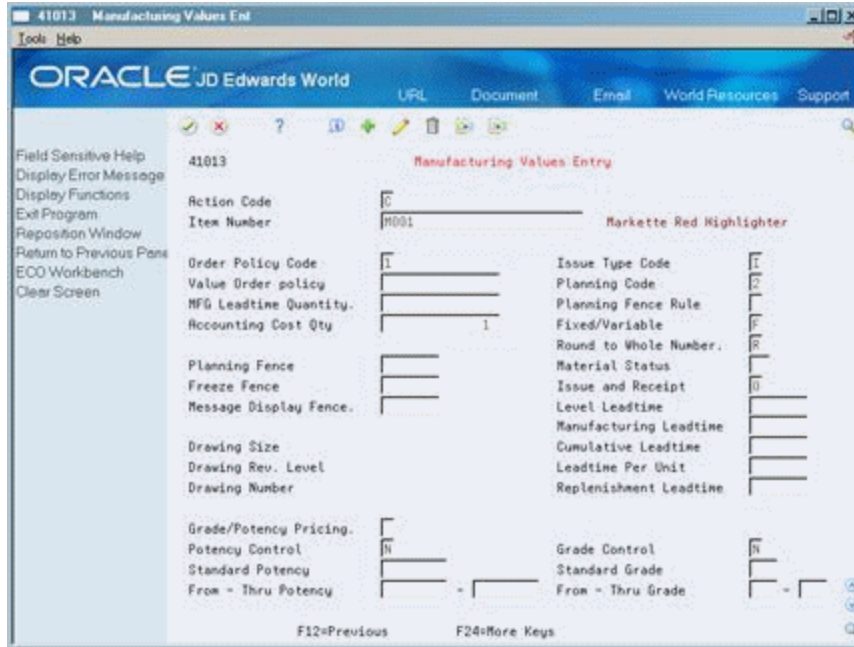 41013 Manufacturing Values Ent
Tools Help
ORACLE JD Edwards World
URL Document Email World Resources Support
Field Sensitive Help
Display Error Message
Display Functions
Exit Program
Reposition Window
Return to Previous Pane
ECO Workbench
Clear Screen
41013 Manufacturing Values Entry
Action Code C
Item Number M001 Markette Red Highlighter
Order Policy Code 1 Issue Type Code I
Value Order policy Planning Code 2
MFG Leadtime Quantity. Planning Fence Rule
Accounting Cost Qty 1 Fixed/Variable F
Round to Whole Number. R
Planning Fence Material Status
Freeze Fence Issue and Receipt 0
Message Display Fence. Level Leadtime
Manufacturing Leadtime
Drawing Size Cumulative Leadtime
Drawing Rev. Level Leadtime Per Unit
Drawing Number Replenishment Leadtime
Grade/Potency Pricing.
Potency Control N Grade Control N
Standard Potency Standard Grade
From - Thru Potency - From - Thru Grade -
F12=Previous F24=More Keys